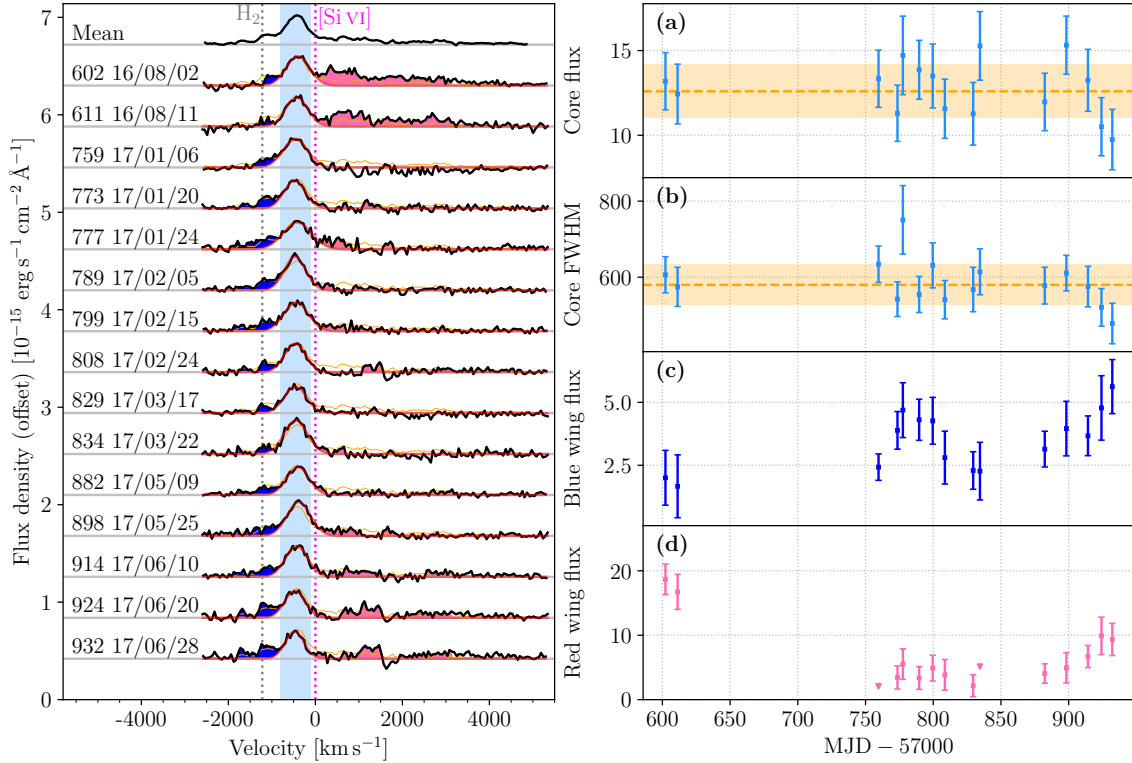 H₂
[Si VI]
Mean
602 16/08/02
611 16/08/11
759 17/01/06
773 17/01/20
777 17/01/24
789 17/02/05
799 17/02/15
808 17/02/24
829 17/03/17
834 17/03/22
882 17/05/09
898 17/05/25
914 17/06/10
924 17/06/20
932 17/06/28
7
6
5
4
3
2
1
0
Flux density (offset) [10⁻¹⁵ erg s⁻¹ cm⁻² Å⁻¹]
-4000 -2000 0 2000 4000
Velocity [km s⁻¹]
(a)
15
10
Core flux
(b)
800
600
Core FWHM
(c)
5.0
2.5
Blue wing flux
(d)
20
10
0
Red wing flux
600 650 700 750 800 850 900
MJD − 57000